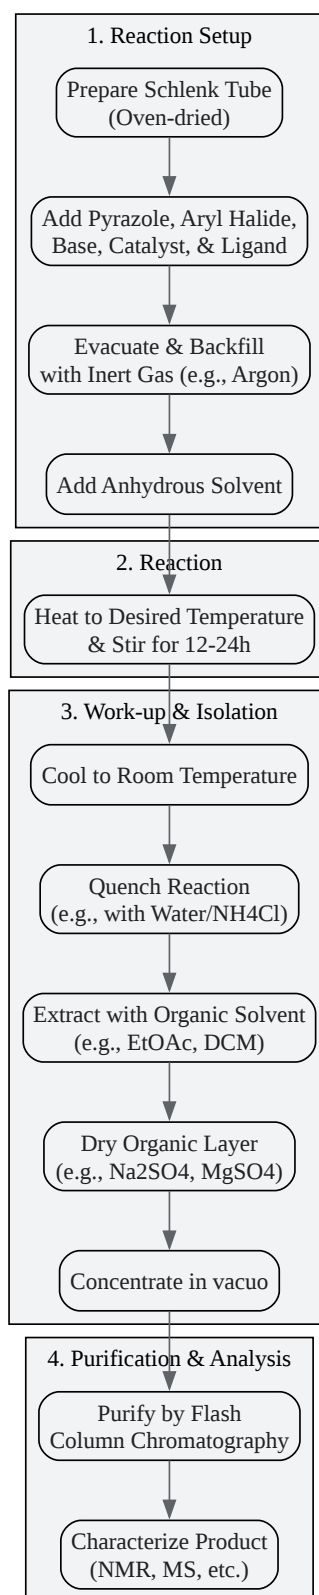 1. Reaction Setup
Prepare Schlenk Tube
(Oven-dried)
Add Pyrazole, Aryl Halide,
Base, Catalyst, & Ligand
Evacuate & Backfill
with Inert Gas (e.g., Argon)
Add Anhydrous Solvent
2. Reaction
Heat to Desired Temperature
& Stir for 12-24h
3. Work-up & Isolation
Cool to Room Temperature
Quench Reaction
(e.g., with Water/NH4Cl)
Extract with Organic Solvent
(e.g., EtOAc, DCM)
Dry Organic Layer
(e.g., Na2SO4, MgSO4)
Concentrate in vacuo
4. Purification & Analysis
Purify by Flash
Column Chromatography
Characterize Product
(NMR, MS, etc.)